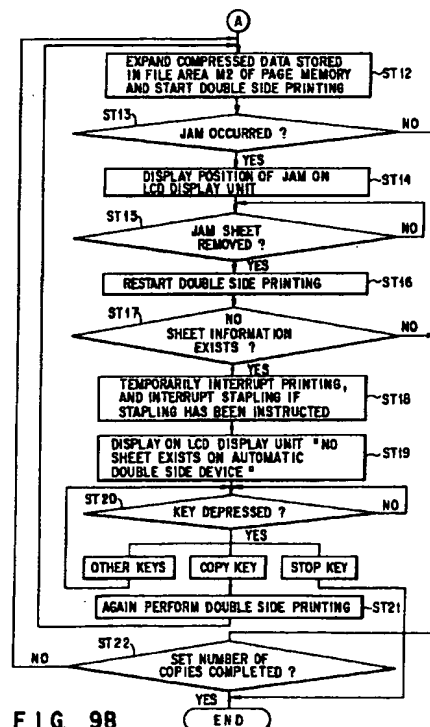 A
EXPAND COMPRESSED DATA STORED
IN FILE AREA M2 OF PAGE MEMORY
AND START DOUBLE SIDE PRINTING
ST12
ST13
JAM OCCURRED ?
NO
YES
DISPLAY POSITION OF JAM ON
LCD DISPLAY UNIT
ST14
ST15
JAM SHEET
REMOVED ?
NO
YES
RESTART DOUBLE SIDE PRINTING
ST16
ST17
NO
SHEET INFORMATION
EXISTS ?
NO
YES
TEMPORARILY INTERRUPT PRINTING,
AND INTERRUPT STAPLING IF
STAPLING HAS BEEN INSTRUCTED
ST18
DISPLAY ON LCD DISPLAY UNIT "NO
SHEET EXISTS ON AUTOMATIC
DOUBLE SIDE DEVICE"
ST19
ST20
KEY DEPRESSED ?
NO
YES
OTHER KEYS
COPY KEY
STOP KEY
AGAIN PERFORM DOUBLE SIDE PRINTING
ST21
ST22
SET NUMBER OF
COPIES COMPLETED ?
NO
YES
END
FIG. 9B